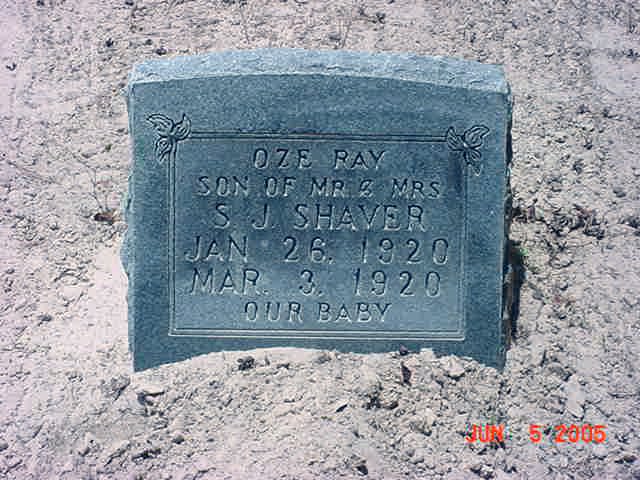 OZE RAY
SON OF MR & MRS
S. J. SHAVER
JAN 26. 1920
MAR. 3. 1920
OUR BABY
JUN 5 2005